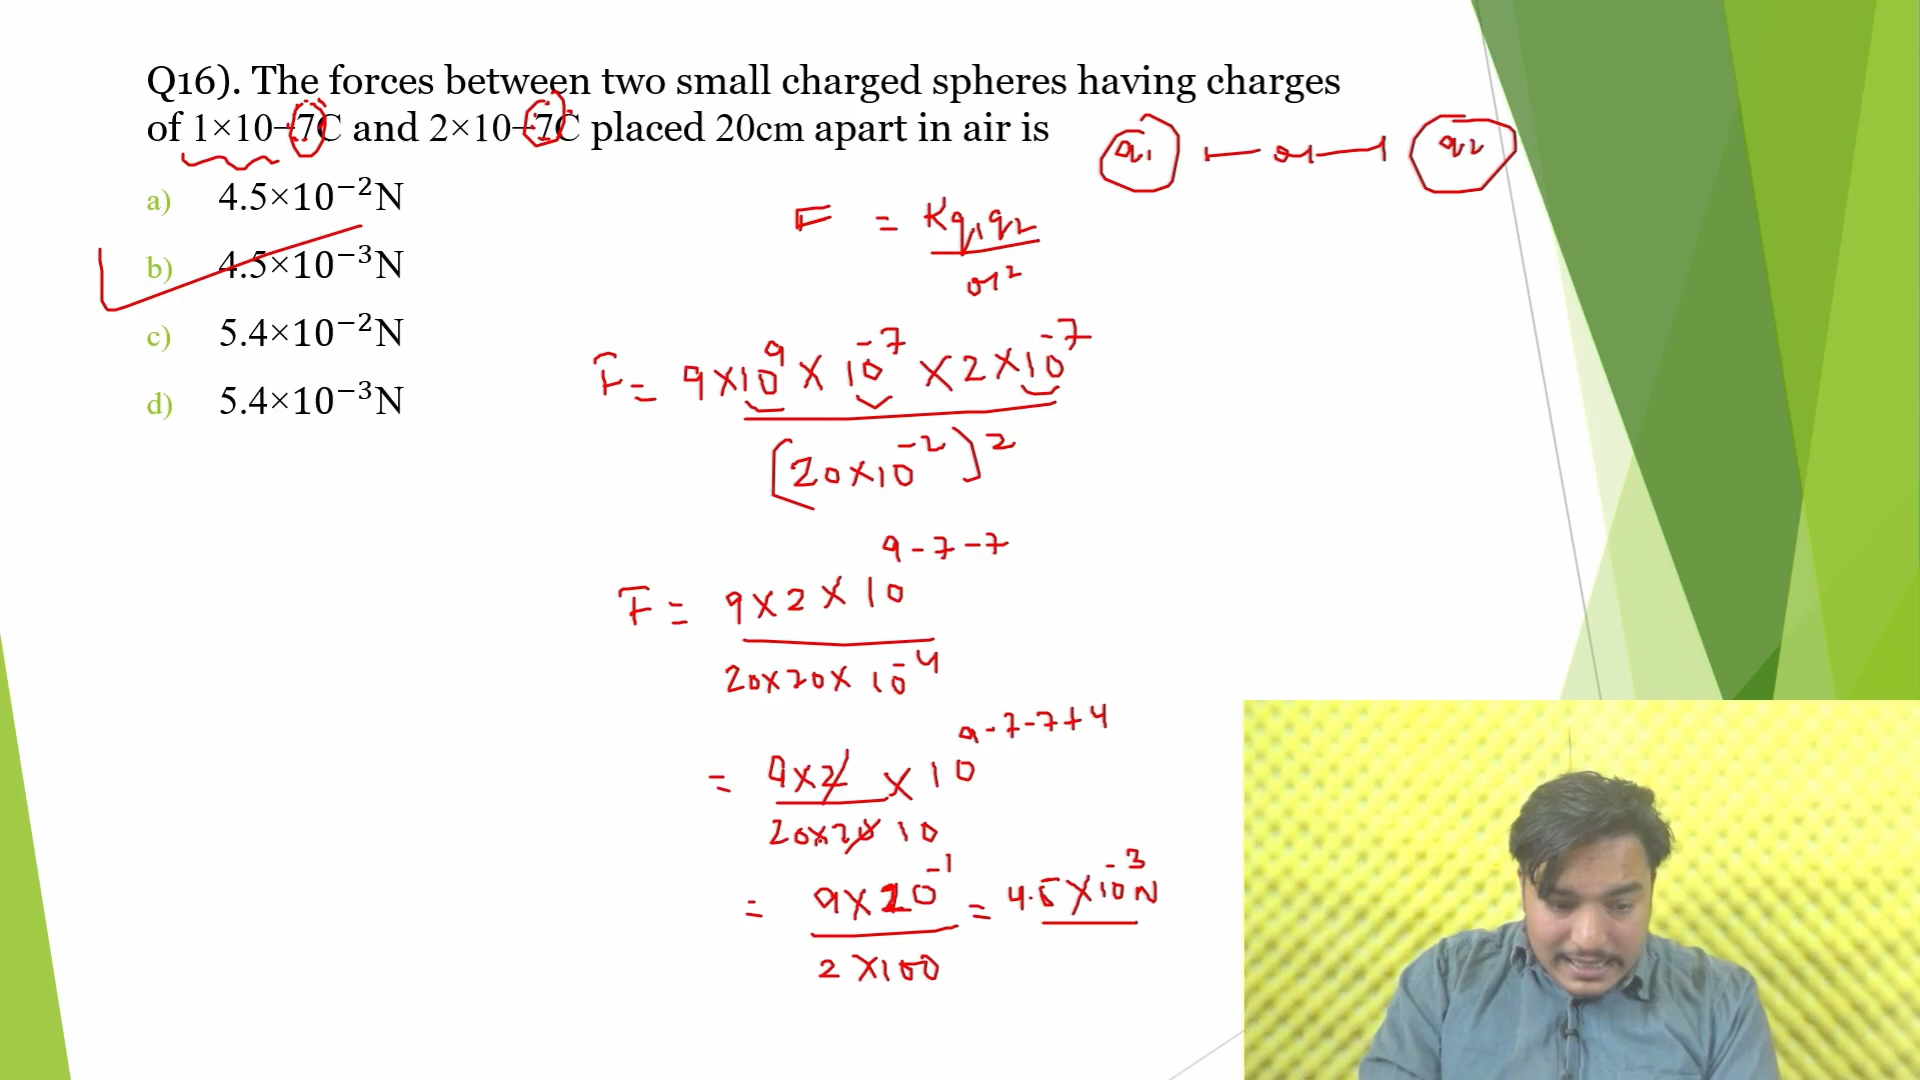 Q16). The forces between two small charged spheres having charges
of 1×10−7C and 2×10−7C placed 20cm apart in air is
q₁ r q₂
a) 4.5×10⁻²N
b) 4.5×10⁻³N
c) 5.4×10⁻²N
d) 5.4×10⁻³N
F = Kq₁q₂
r²
F = 9×10⁹ × 10⁻⁷ × 2×10⁻⁷
[20×10⁻²]²
F = 9×2×10⁹⁻⁷⁻⁷
20×20×10⁻⁴
= 9×2 × 10⁹⁻⁷⁻⁷⁺⁴
20×20 10
= 9×10⁻¹ = 4.5×10⁻³N
2×100